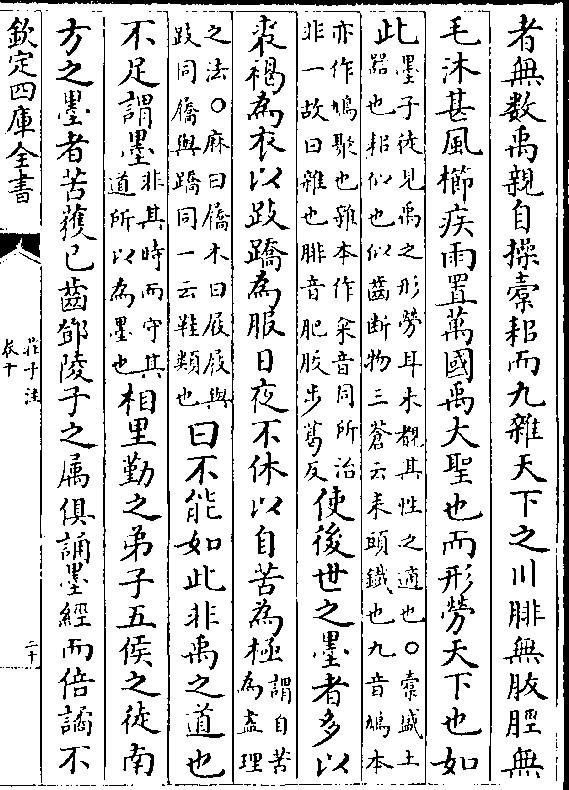 者無數禹親自操橐耜而九雜天下之川腓無胈脛無
毛沐甚風櫛疾雨置萬國禹大聖也而形勞天下也如
此墨子徒見禹之形勞耳未覩其性之適也○橐盛土
器也耜似也似齒斷物三蒼云耒頭鐵也九音鳩本
亦作鳩聚也雜本作籴音同所治
非一故曰雜也腓音肥胈步葛反使後世之墨者多以
裘褐為衣以跂蹻為服日夜不休以自苦為極謂自苦
為盡理
之法○麻曰屩木曰屐屐與
跂同屩與蹻同一云鞋類也曰不能如此非禹之道也
不足謂墨非其時而守其
道所以為墨也相里勤之弟子五侯之徒南
方之墨者苦獲已齒鄧陵子之屬俱誦墨經而倍譎不
欽定四庫全書
莊子注
卷十
二十